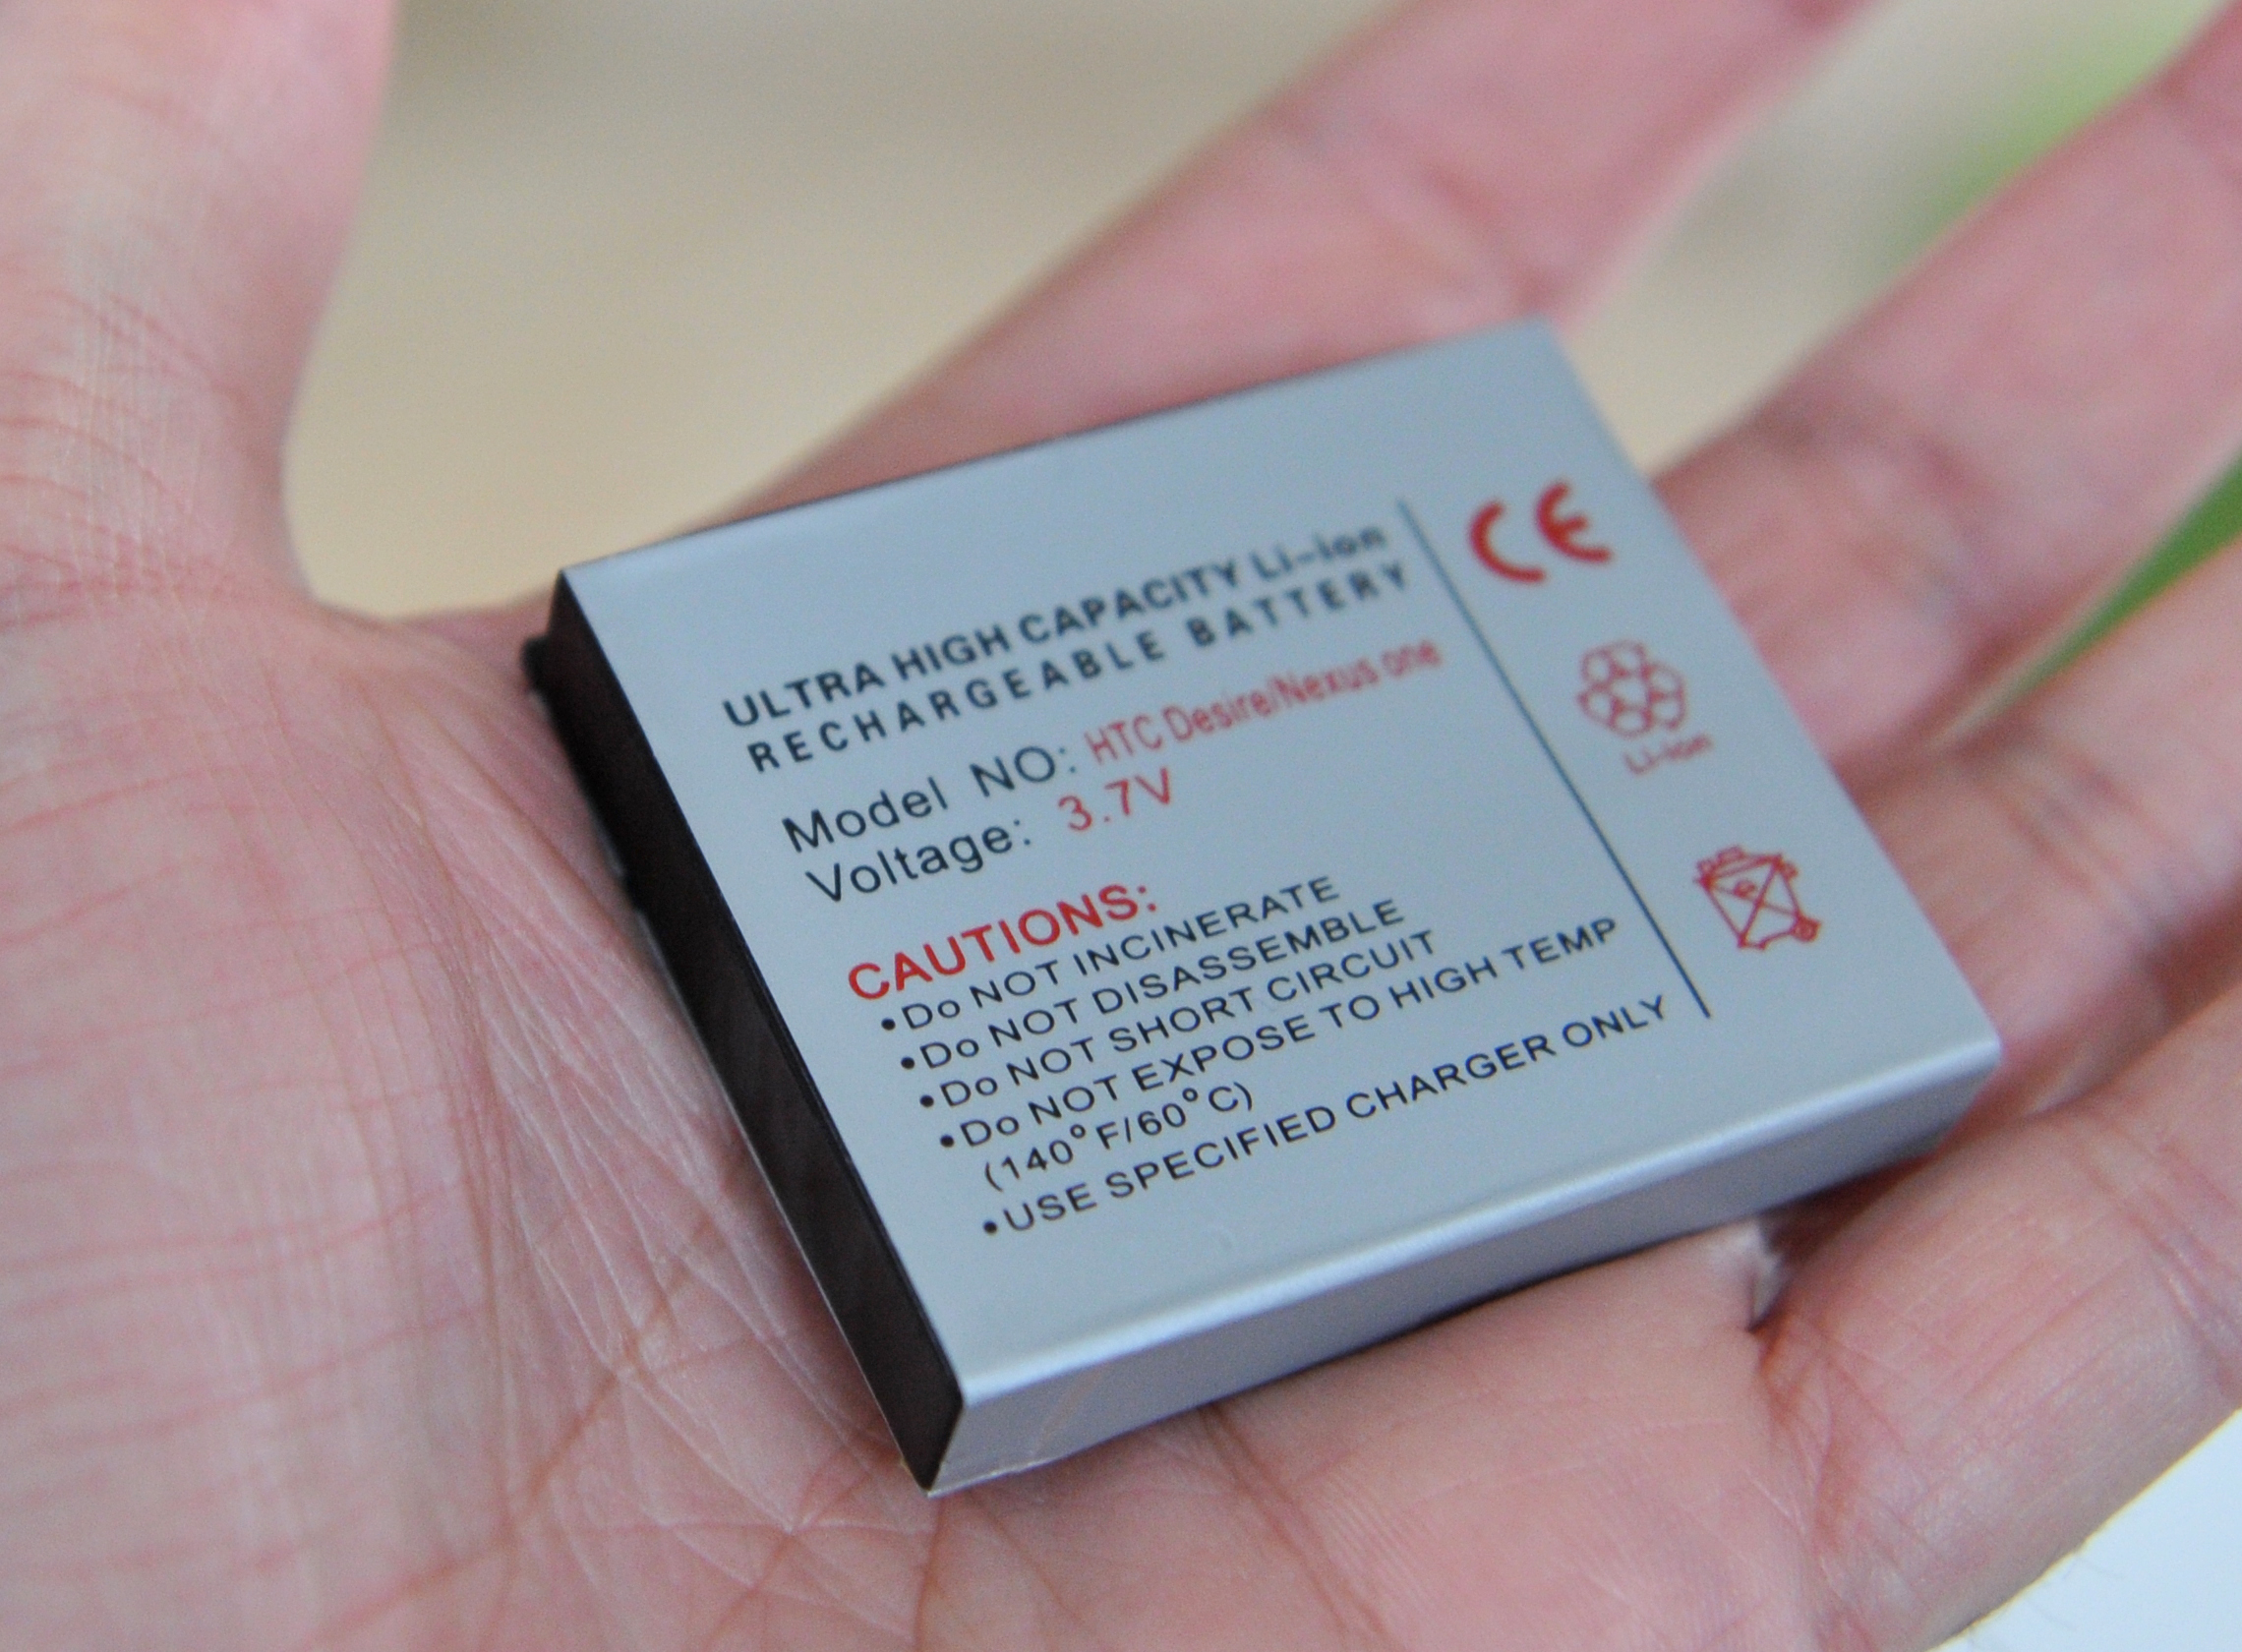 ULTRA HIGH CAPACITY Li-ion
RECHARGEABLE BATTERY
Model NO: HTC Desire/Nexus one
Voltage: 3.7V
CAUTIONS:
•Do NOT INCINERATE
•Do NOT DISASSEMBLE
•Do NOT SHORT CIRCUIT
•Do NOT EXPOSE TO HIGH TEMP
(140°F/60°C)
•USE SPECIFIED CHARGER ONLY
CE
Li-ion